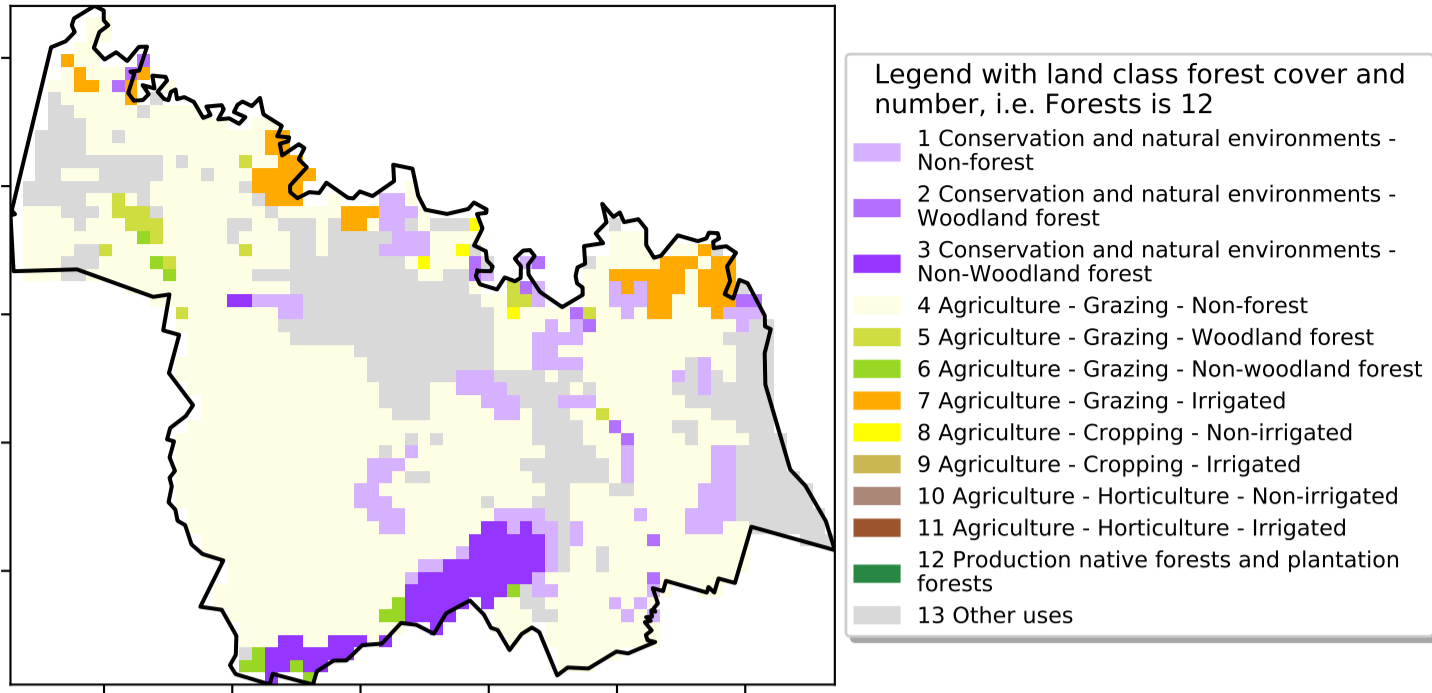 Legend with land class forest cover and
number, i.e. Forests is 12
1 Conservation and natural environments -
Non-forest
2 Conservation and natural environments -
Woodland forest
3 Conservation and natural environments -
Non-Woodland forest
4 Agriculture - Grazing - Non-forest
5 Agriculture - Grazing - Woodland forest
6 Agriculture - Grazing - Non-woodland forest
7 Agriculture - Grazing - Irrigated
8 Agriculture - Cropping - Non-irrigated
9 Agriculture - Cropping - Irrigated
10 Agriculture - Horticulture - Non-irrigated
11 Agriculture - Horticulture - Irrigated
12 Production native forests and plantation
forests
13 Other uses